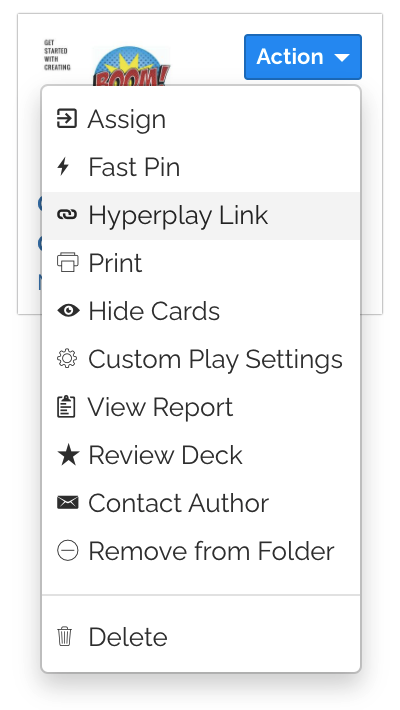 GET
STARTED
WITH
CREATING
BOOM!
Action
Assign
Fast Pin
Hyperplay Link
Print
Hide Cards
Custom Play Settings
View Report
Review Deck
Contact Author
Remove from Folder
Delete